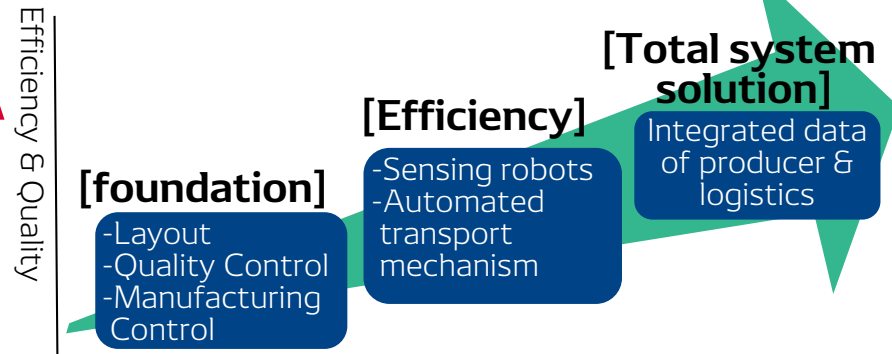 Efficiency & Quality
[foundation]
-Layout
-Quality Control
-Manufacturing
Control
[Efficiency]
-Sensing robots
-Automated
transport
mechanism
[Total system
solution]
Integrated data
of producer &
logistics